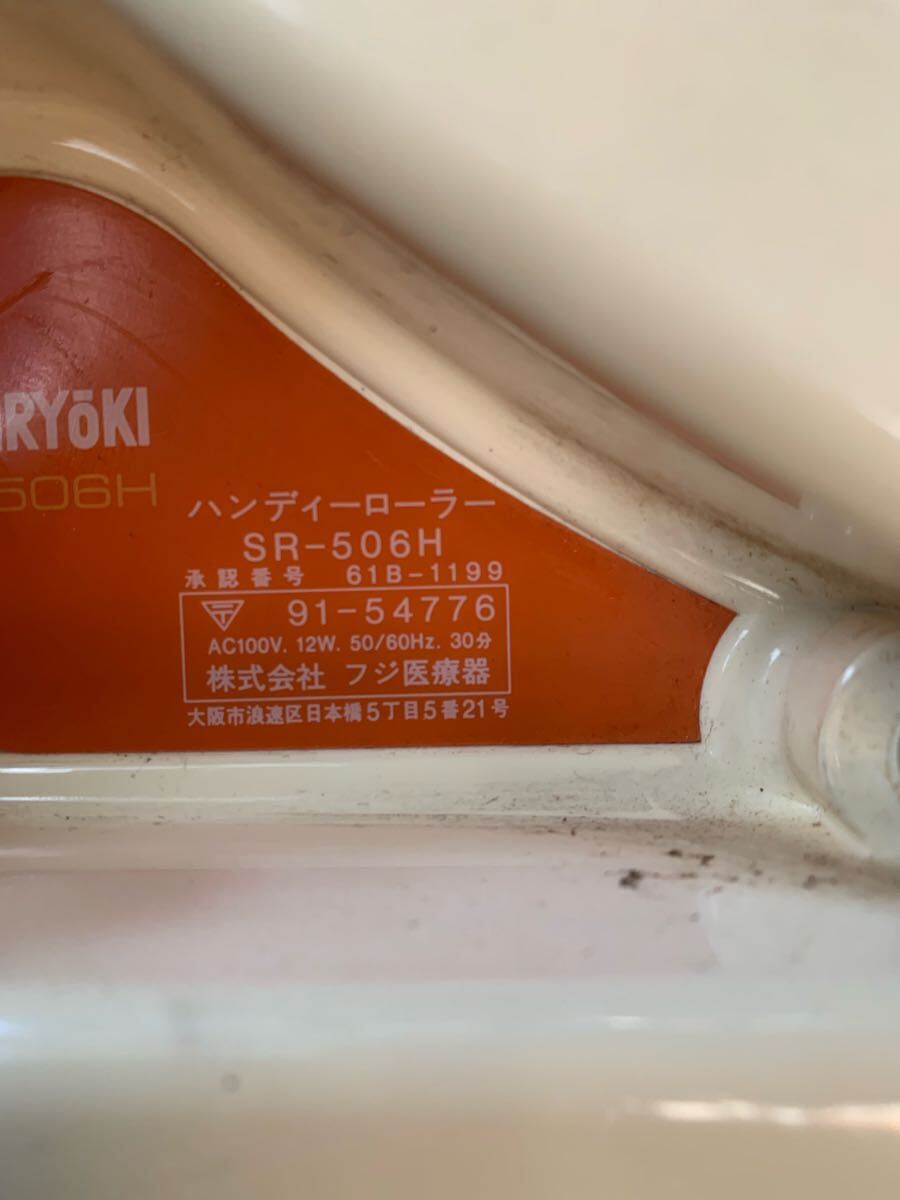 IRYōKI
506H
ハンディーローラー
SR-506H
承認番号 61B-1199
〒 91-54776
AC100V. 12W. 50/60Hz. 30分
株式会社 フジ医療器
大阪市浪速区日本橋5丁目5番21号